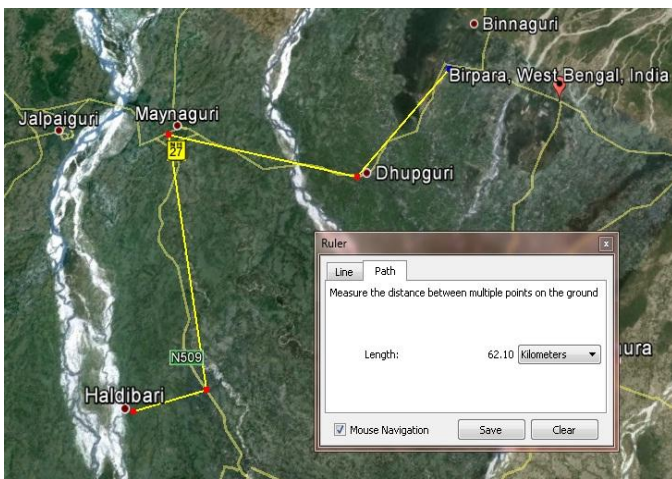 Binnaguri
Birpara, West Bengal, India
Jalpaiguri
Maynaguri
27
Dhupguri
Ruler
x
Line
Path
Measure the distance between multiple points on the ground
Length:
62.10
Kilometers
N509
Haldibari
Mouse Navigation
Save
Clear
ura